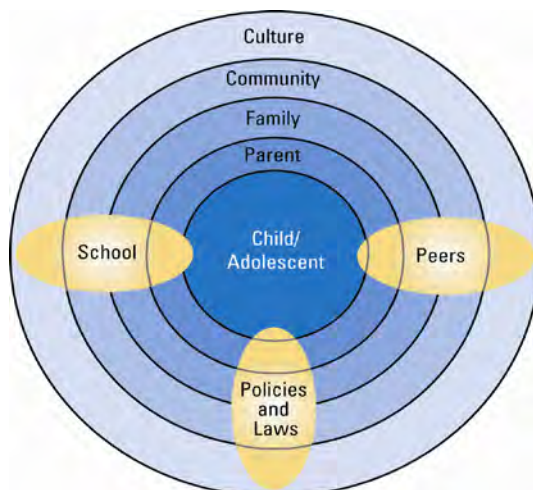 Culture
Community
Family
Parent
Child/
Adolescent
School
Peers
Policies
and
Laws